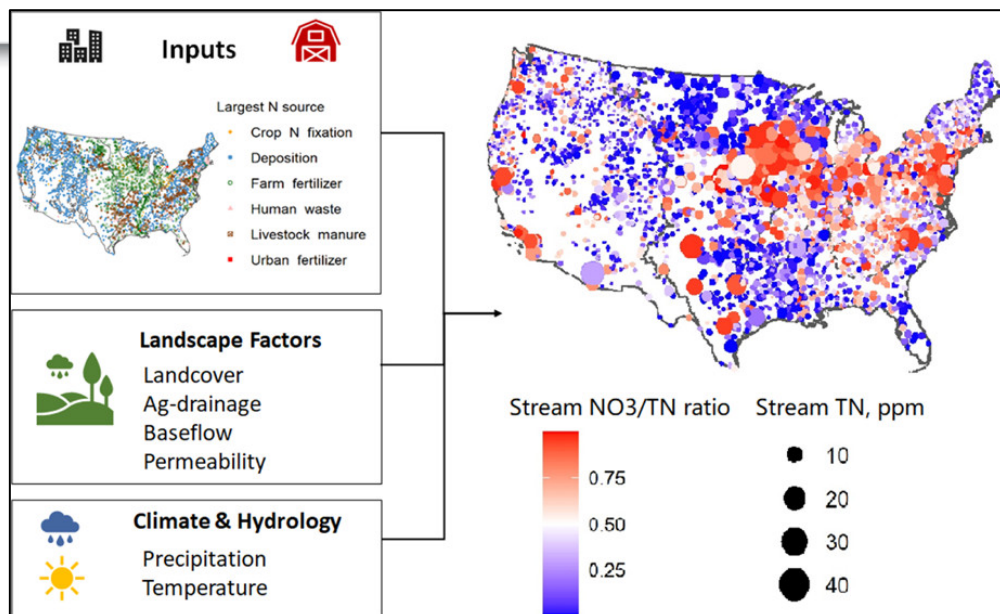 Inputs
Largest N source
Crop N fixation
Deposition
Farm fertilizer
Human waste
Livestock manure
Urban fertilizer
Landscape Factors
Landcover
Ag-drainage
Baseflow
Permeability
Climate & Hydrology
Precipitation
Temperature
Stream NO3/TN ratio
0.75
0.50
0.25
Stream TN, ppm
10
20
30
40